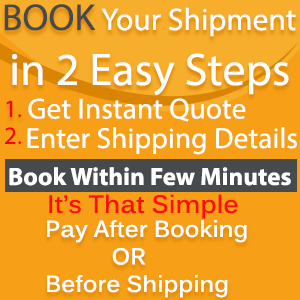 BOOK Your Shipment
in 2 Easy Steps
1. Get Instant Quote
2. Enter Shipping Details
Book Within Few Minutes
It's That Simple
Pay After Booking
OR
Before Shipping